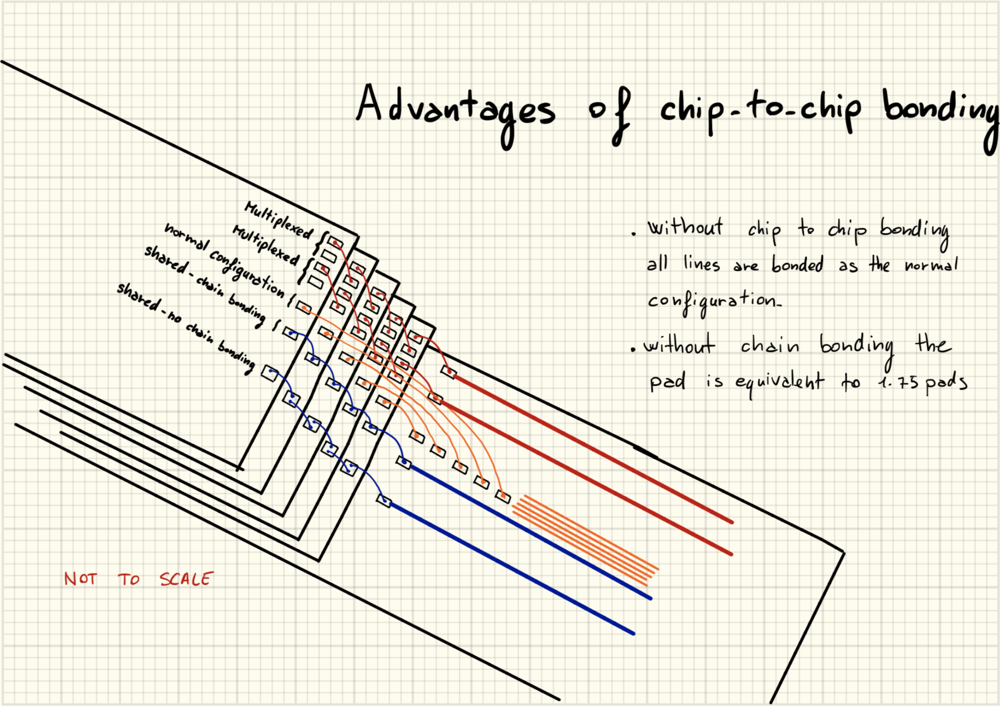 Advantages of chip-to-chip bonding
Multiplexed
Multiplexed
normal configuration
shared-chain bonding
shared-no chain bonding
. without chip to chip bonding
all lines are bonded as the normal
configuration.
. without chain bonding the
pad is equivalent to 1.75 pads
NOT TO SCALE